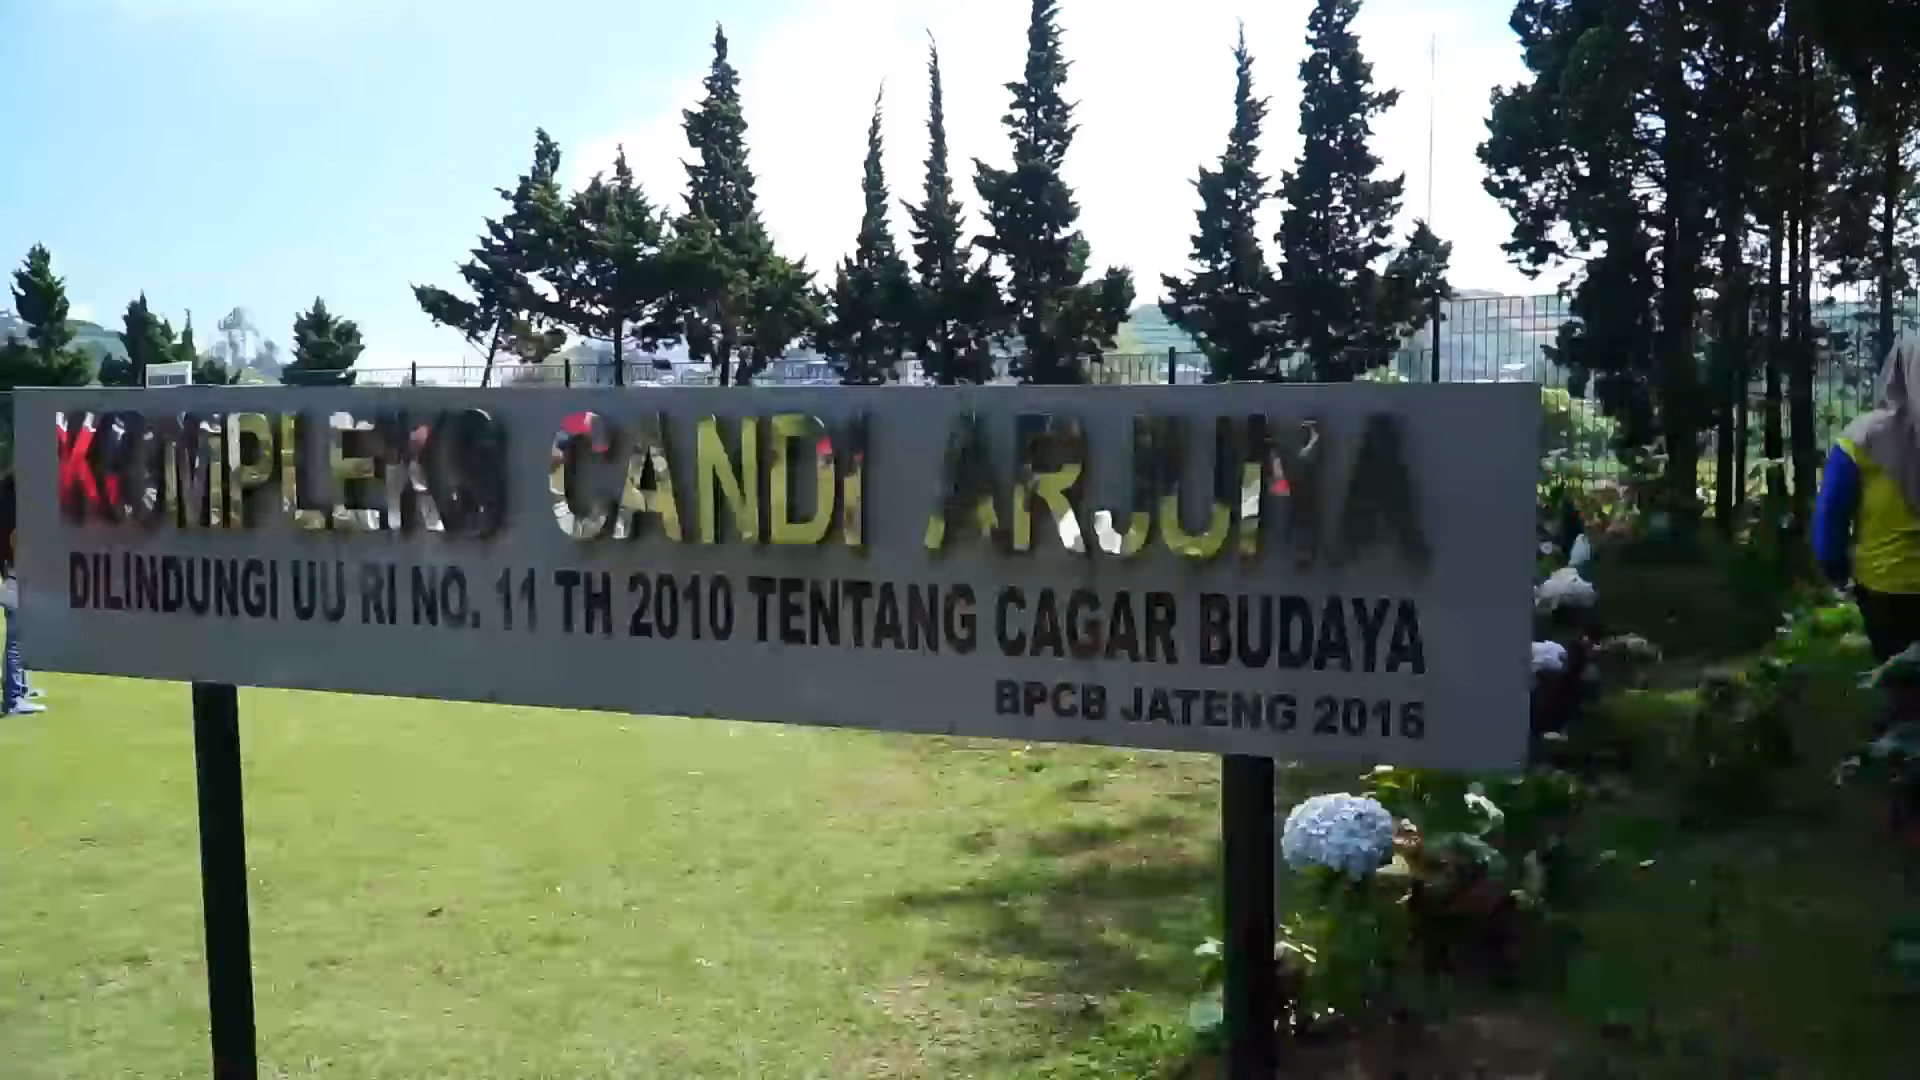 KOMPLEKS CANDI ARJUNA
DILINDUNGI UU RI NO. 11 TH 2010 TENTANG CAGAR BUDAYA
BPCB JATENG 2016